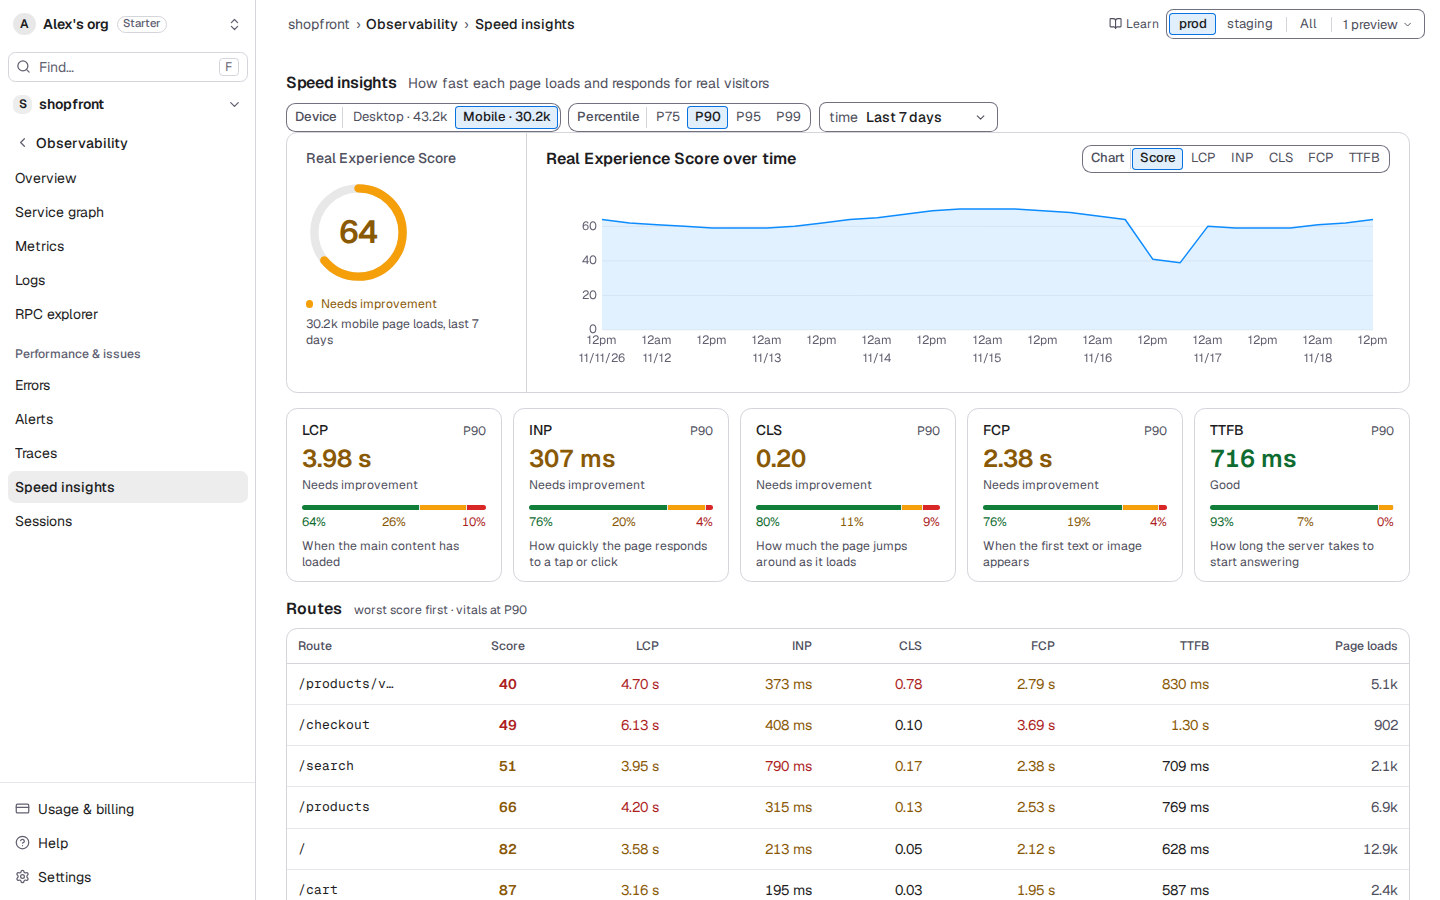 A Alex's org Starter
Find... F
S shopfront
Observability
Overview
Service graph
Metrics
Logs
RPC explorer
Performance & issues
Errors
Alerts
Traces
Speed insights
Sessions
Usage & billing
Help
Settings
shopfront › Observability › Speed insights
Learn prod staging All 1 preview
Speed insights How fast each page loads and responds for real visitors
Device Desktop · 43.2k Mobile · 30.2k Percentile P75 P90 P95 P99 time Last 7 days
Real Experience Score
64
Needs improvement
30.2k mobile page loads, last 7
days
Real Experience Score over time
Chart Score LCP INP CLS FCP TTFB
60
40
20
0
12pm 12am 12pm 12am 12pm 12am 12pm 12am 12pm 12am 12pm 12am 12pm 12am 12pm
11/11/26 11/12 11/13 11/14 11/15 11/16 11/17 11/18
LCP P90
3.98 s
Needs improvement
64% 26% 10%
When the main content has
loaded
INP P90
307 ms
Needs improvement
76% 20% 4%
How quickly the page responds
to a tap or click
CLS P90
0.20
Needs improvement
80% 11% 9%
How much the page jumps
around as it loads
FCP P90
2.38 s
Needs improvement
76% 19% 4%
When the first text or image
appears
TTFB P90
716 ms
Good
93% 7% 0%
How long the server takes to
start answering
Routes worst score first · vitals at P90
Route Score LCP INP CLS FCP TTFB Page loads
/products/v... 40 4.70 s 373 ms 0.78 2.79 s 830 ms 5.1k
/checkout 49 6.13 s 408 ms 0.10 3.69 s 1.30 s 902
/search 51 3.95 s 790 ms 0.17 2.38 s 709 ms 2.1k
/products 66 4.20 s 315 ms 0.13 2.53 s 769 ms 6.9k
/ 82 3.58 s 213 ms 0.05 2.12 s 628 ms 12.9k
/cart 87 3.16 s 195 ms 0.03 1.95 s 587 ms 2.4k